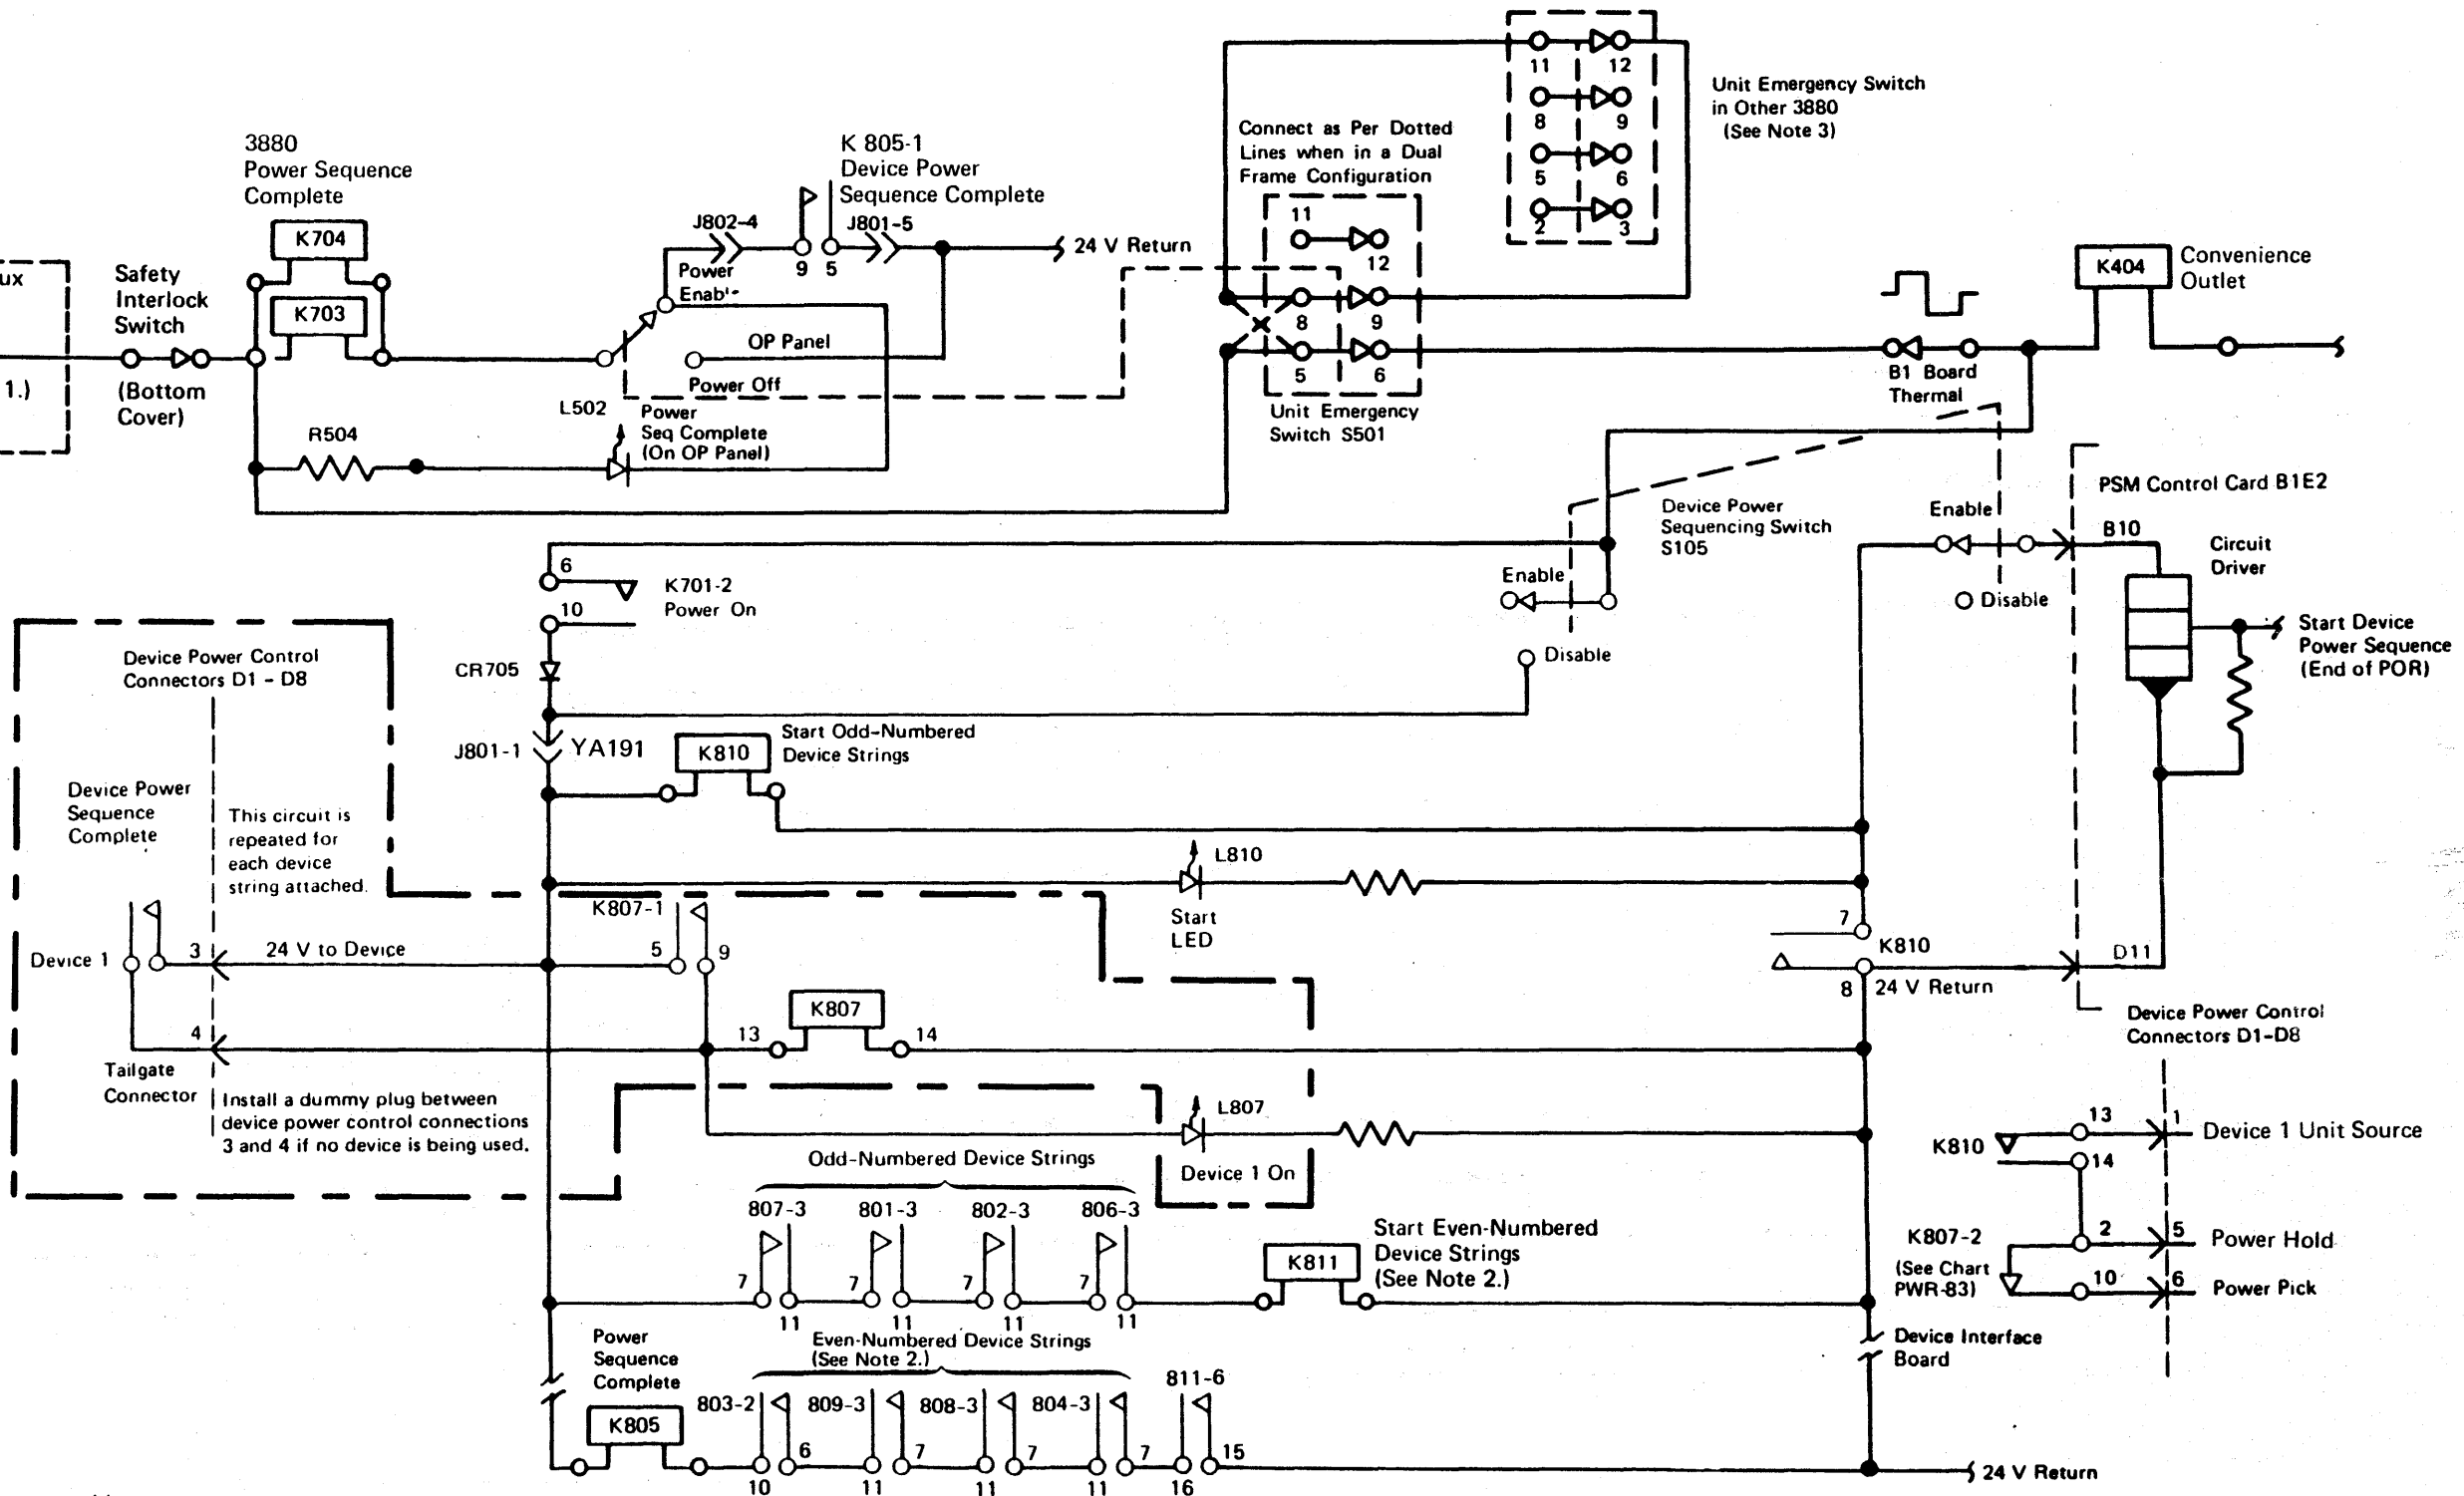 ux
1.)
Safety
Interlock
Switch
(Bottom
Cover)
3880
Power Sequence
Complete
K704
K703
R504
L502
Power
Seq Complete
(On OP Panel)
J802-4
Power
OP Panel
Power Off
K 805-1
Device Power
Sequence Complete
J801-5
9 5
24 V Return
Connect as Per Dotted
Lines when in a Dual
Frame Configuration
11
12
8
9
5
6
Unit Emergency
Switch S501
11 12
8 9
5 6
2 3
Unit Emergency Switch
in Other 3880
(See Note 3)
K404
Convenience
Outlet
B1 Board
Thermal
Device Power
Sequencing Switch
S105
Enable
Disable
Enable
Disable
PSM Control Card B1E2
B10
Circuit
Driver
Start Device
Power Sequence
(End of POR)
6
10
K701-2
Power On
CR705
J801-1
YA191
K810
Start Odd-Numbered
Device Strings
Device Power Control
Connectors D1 - D8
Device Power
Sequence
Complete
This circuit is
repeated for
each device
string attached.
Device 1
3
24 V to Device
4
Tailgate
Connector
Install a dummy plug between
device power control connections
3 and 4 if no device is being used.
K807-1
5
9
L810
Start
LED
K807
13
14
L807
Device 1 On
7
K810
8
24 V Return
D11
Device Power Control
Connectors D1-D8
K810
13
14
1
Device 1 Unit Source
K807-2
(See Chart
PWR-83)
2
5
Power Hold
10
6
Power Pick
Odd-Numbered Device Strings
807-3 801-3 802-3 806-3
7 7 7 7
11 11 11 11
K811
Start Even-Numbered
Device Strings
(See Note 2.)
Device Interface
Board
Power
Sequence
Complete
K805
Even-Numbered Device Strings
(See Note 2.)
803-2 809-3 808-3 804-3 811-6
6 7 7 7 15
10 11 11 11 16
24 V Return